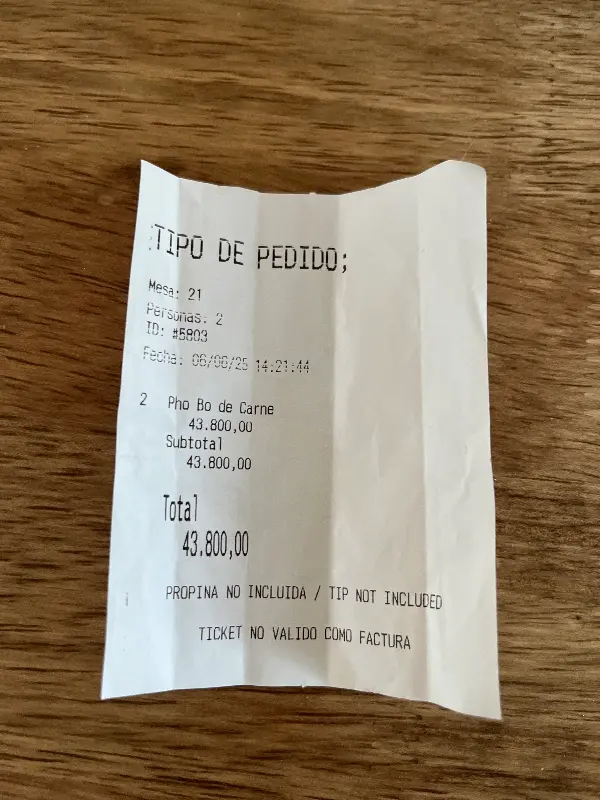 TIPO DE PEDIDO;
Mesa: 21
Personas: 2
ID: #5803
Fecha: 06/08/25 14:21:44
2 Pho Bo de Carne
43.800,00
Subtotal
43.800,00
Total
43.800,00
PROPINA NO INCLUIDA / TIP NOT INCLUDED
TICKET NO VALIDO COMO FACTURA